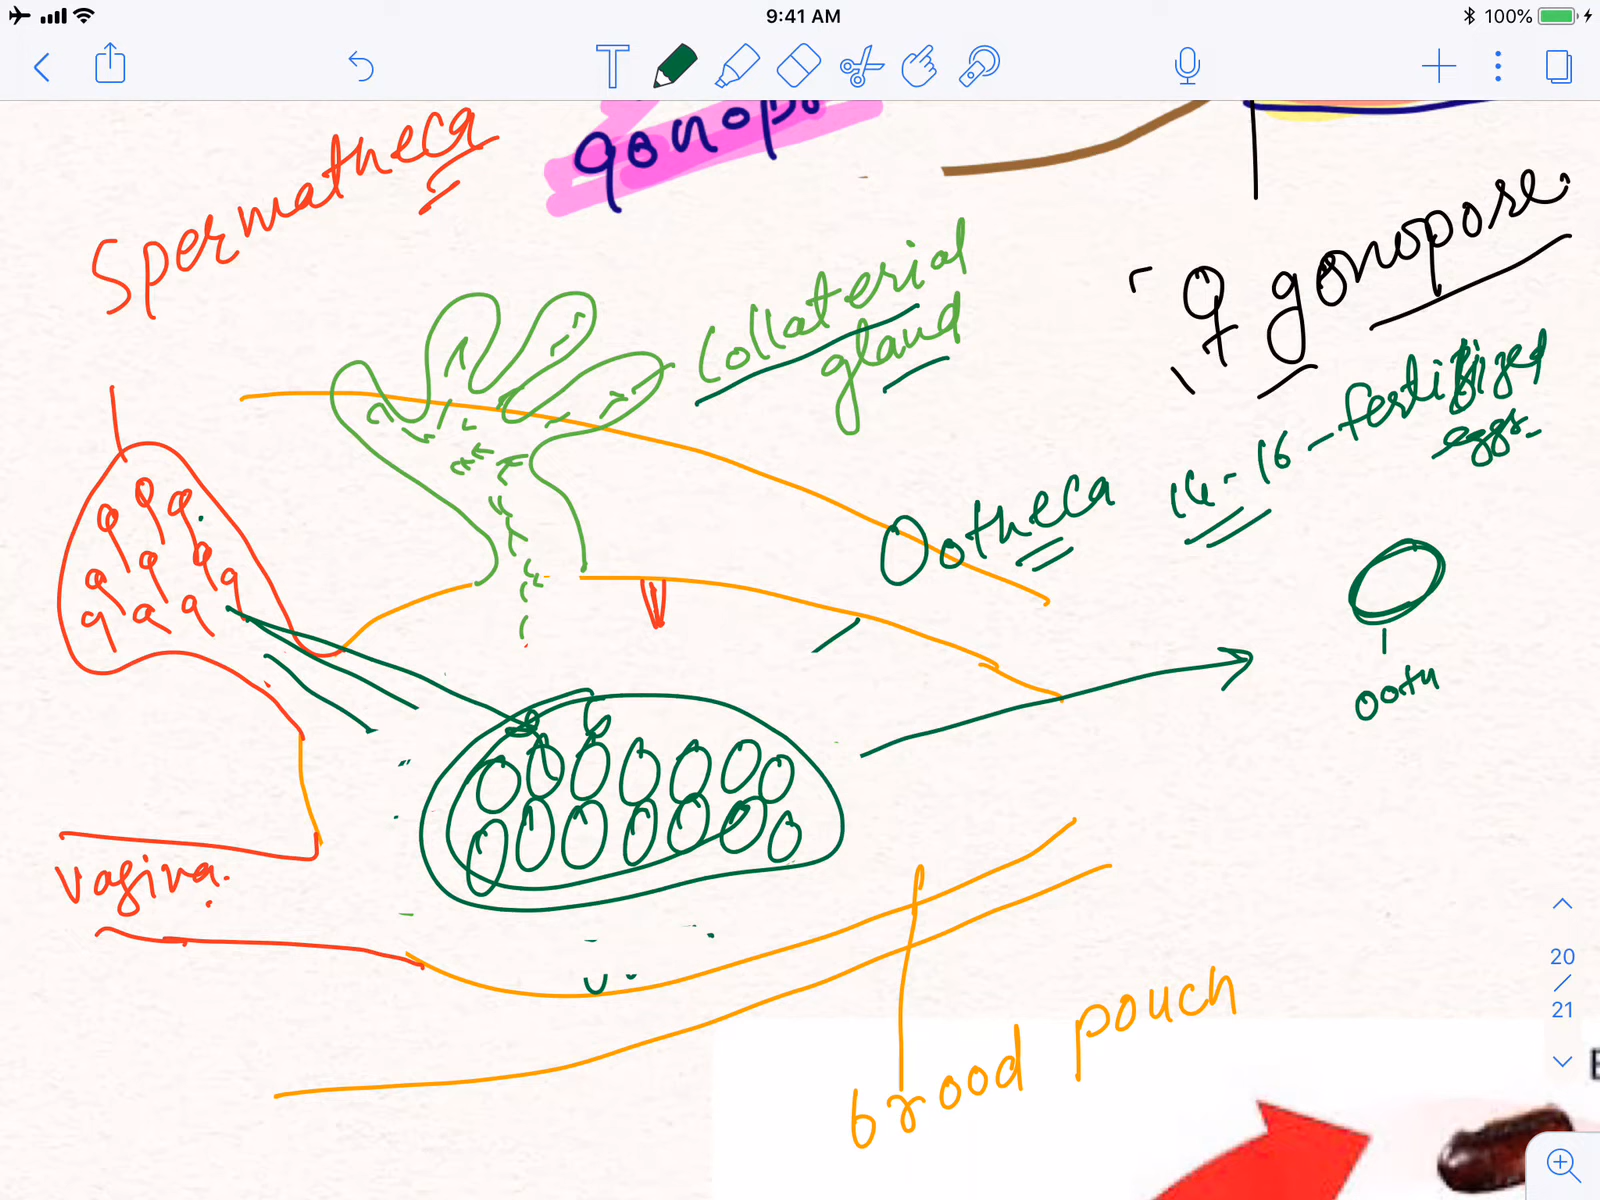 9:41 AM
100%
T
Spermatheca
gonopo
♀ gonopore
Collaterial
gland
14-16-fertilized
eggs
Ootheca
ooth
vagina.
brood pouch
20
/
21